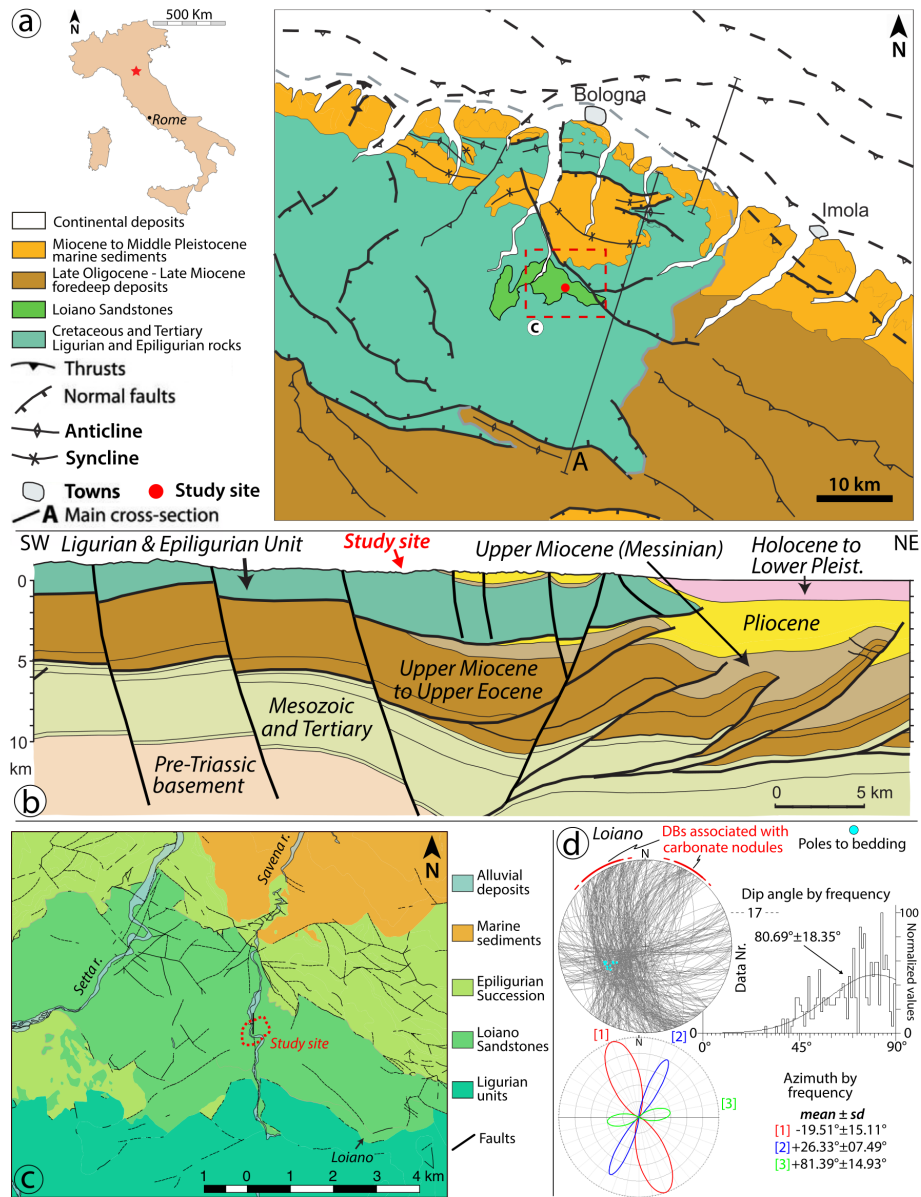 a
N
500 Km
Rome
Continental deposits
Miocene to Middle Pleistocene
marine sediments
Late Oligocene - Late Miocene
foredeep deposits
Loiano Sandstones
Cretaceous and Tertiary
Ligurian and Epiligurian rocks
Thrusts
Normal faults
Anticline
Syncline
Towns
Study site
A Main cross-section
N
Bologna
Imola
c
A
10 km
SW
Ligurian & Epiligurian Unit
Study site
Upper Miocene (Messinian)
Holocene to
Lower Pleist.
NE
0
5
10
km
Pliocene
Upper Miocene
to Upper Eocene
Mesozoic
and Tertiary
Pre-Triassic
basement
0 5 km
b
N
Savena r.
Setta r.
Study site
Loiano
1 0 1 2 3 4 km
c
Alluvial
deposits
Marine
sediments
Epiligurian
Succession
Loiano
Sandstones
Ligurian
units
Faults
d
Loiano
N
DBs associated with
carbonate nodules
Poles to bedding
Dip angle by frequency
17
100
80.69°±18.35°
Data Nr.
Normalized values
0
0° 45° 90°
[1]
N
[2]
[3]
Azimuth by
frequency
mean ± sd
[1] -19.51°±15.11°
[2] +26.33°±07.49°
[3] +81.39°±14.93°